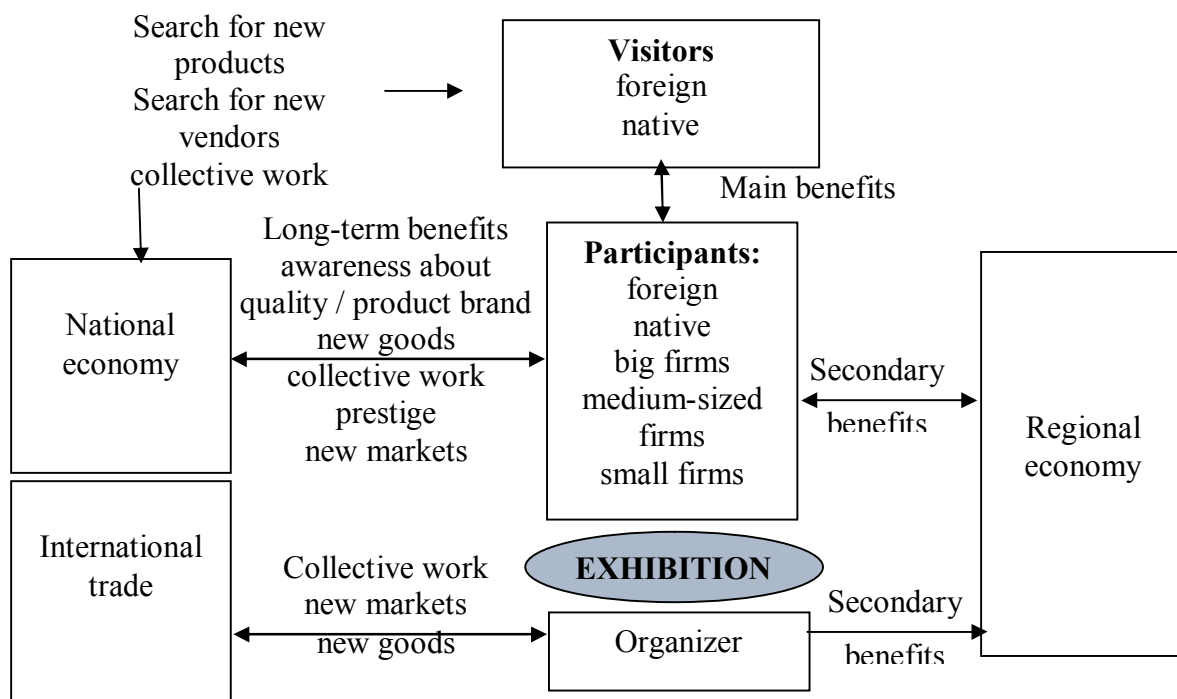 Search for new
products
Search for new
vendors
collective work
Visitors
foreign
native
Main benefits
Long-term benefits
awareness about
quality / product brand
new goods
collective work
prestige
new markets
National
economy
Participants:
foreign
native
big firms
medium-sized
firms
small firms
Secondary
benefits
Regional
economy
International
trade
Collective work
new markets
new goods
EXHIBITION
Organizer
Secondary
benefits